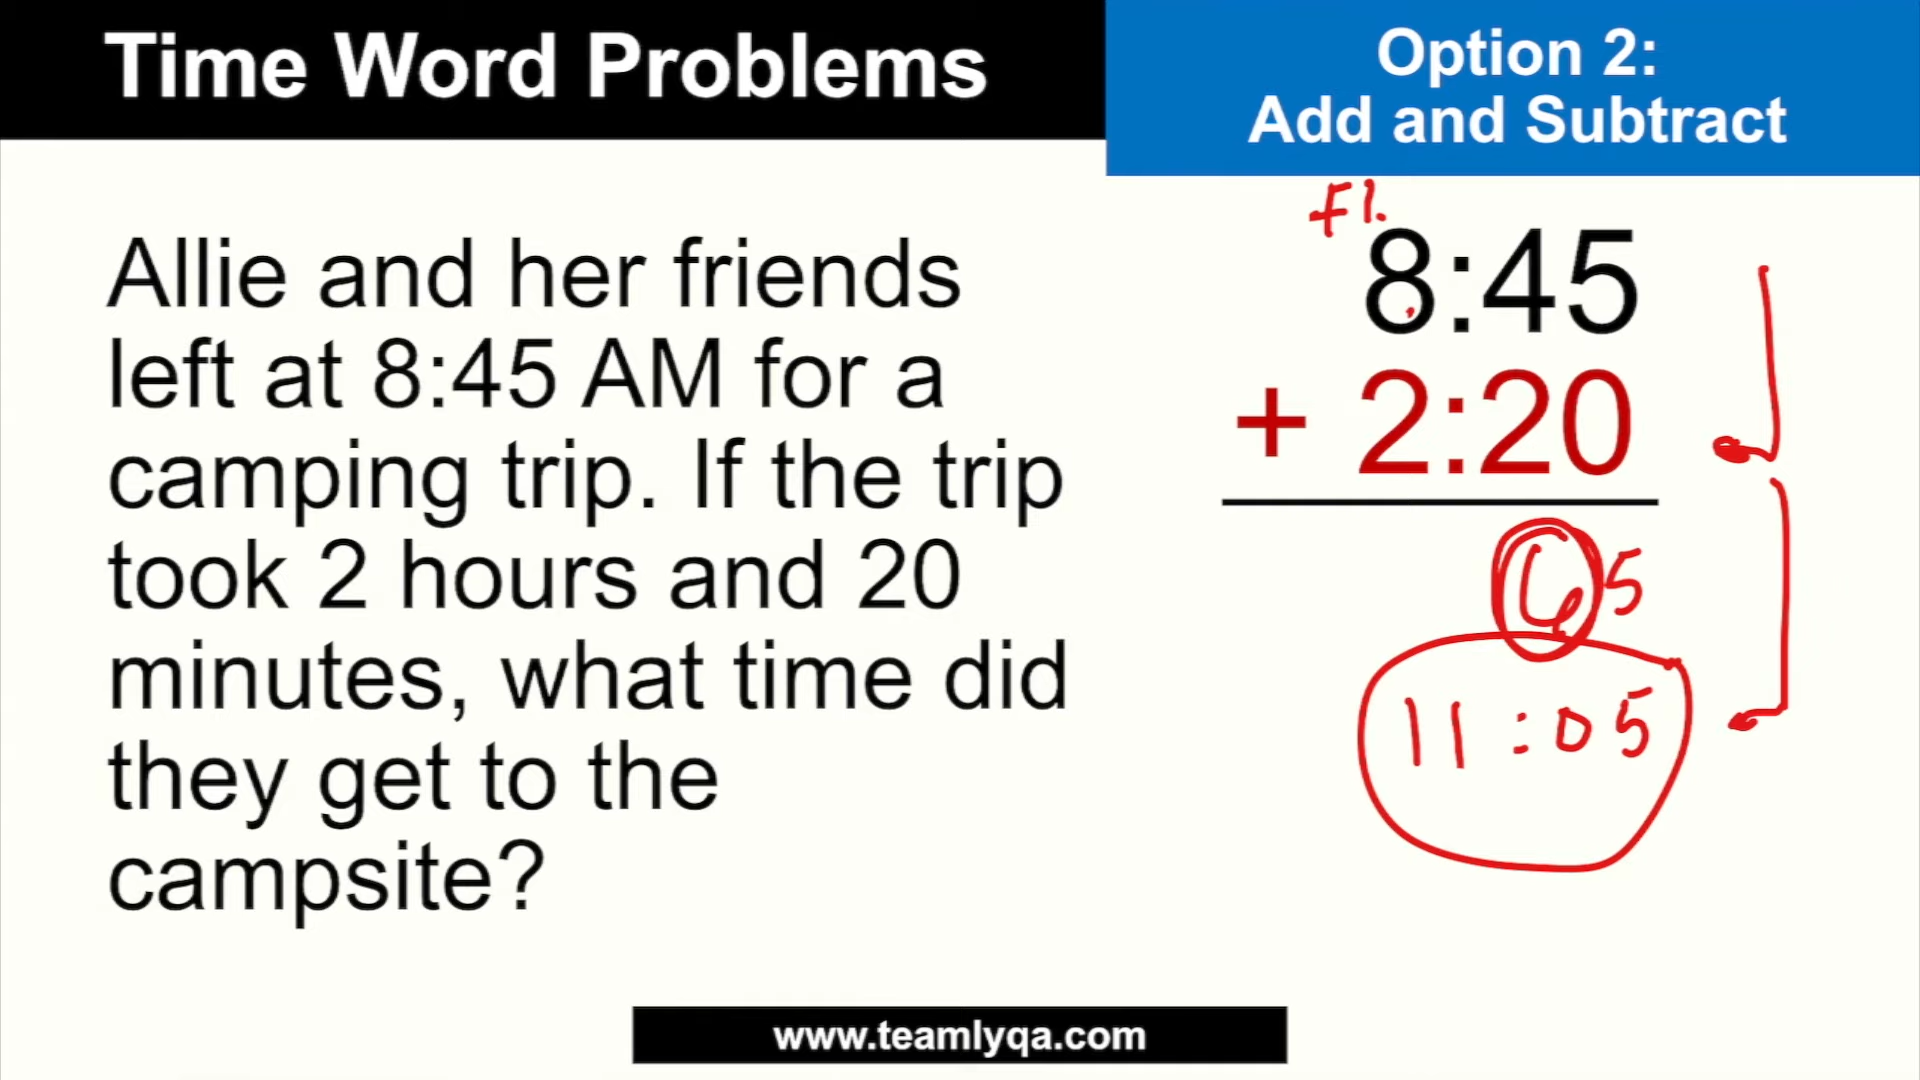 Time Word Problems
Option 2:
Add and Subtract
Allie and her friends
left at 8:45 AM for a
camping trip. If the trip
took 2 hours and 20
minutes, what time did
they get to the
campsite?
+1
8:45
+ 2:20
65
11:05
www.teamlyqa.com